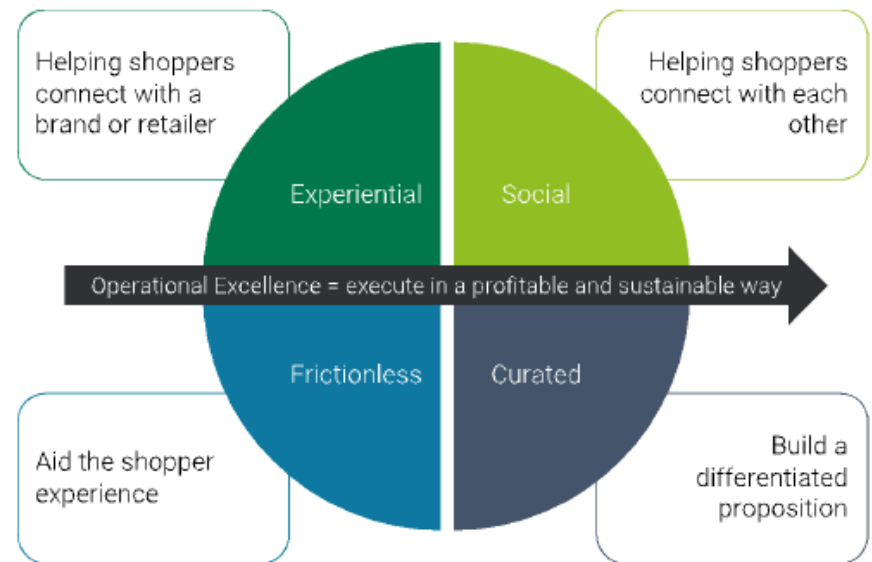 Helping shoppers
connect with a
brand or retailer
Helping shoppers
connect with each
other
Experiential
Social
Operational Excellence = execute in a profitable and sustainable way
Frictionless
Curated
Aid the shopper
experience
Build a
differentiated
proposition